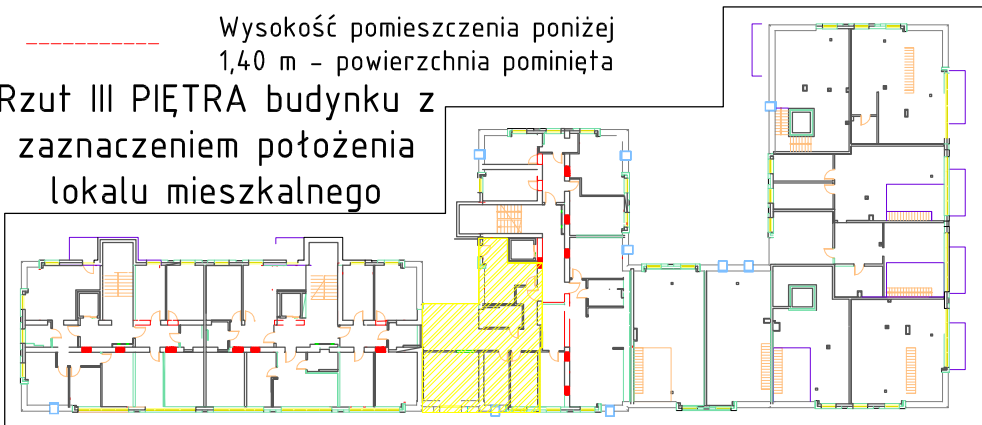 Wysokość pomieszczenia poniżej
1,40 m - powierzchnia pominięta
Rzut III PIĘTRA budynku z
zaznaczeniem położenia
lokalu mieszkalnego